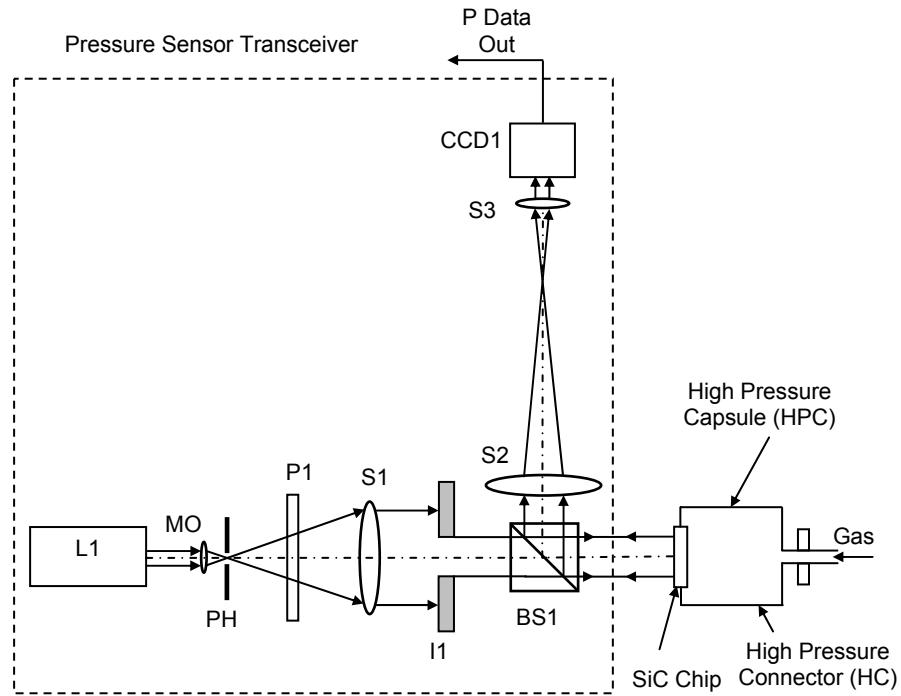 P Data
Out
Pressure Sensor Transceiver
CCD1
S3
High Pressure
Capsule (HPC)
S2
P1
S1
MO
L1
Gas
PH
I1
BS1
SiC Chip
High Pressure
Connector (HC)